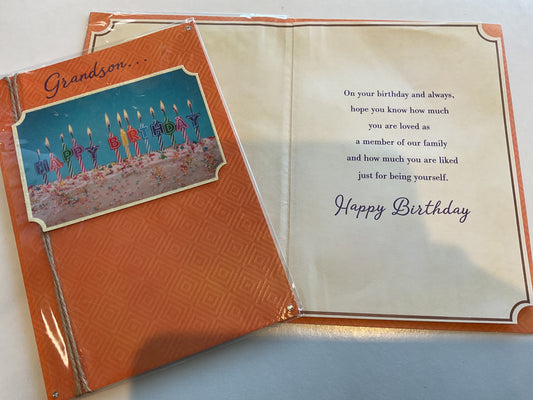 Grandson...
HAPPY BIRTHDAY
On your birthday and always,
hope you know how much
you are loved as
a member of our family
and how much you are liked
just for being yourself.
Happy Birthday